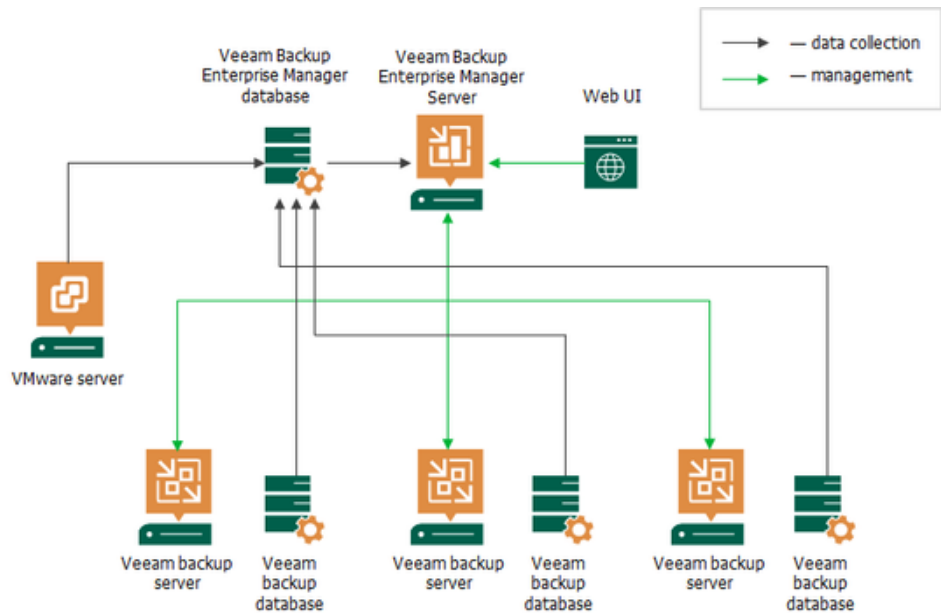 — data collection
— management
Veeam Backup
Enterprise Manager
database
Veeam Backup
Enterprise Manager
Server
Web UI
VMware server
Veeam backup
server
Veeam
backup
database
Veeam backup
server
Veeam
backup
database
Veeam backup
server
Veeam
backup
database